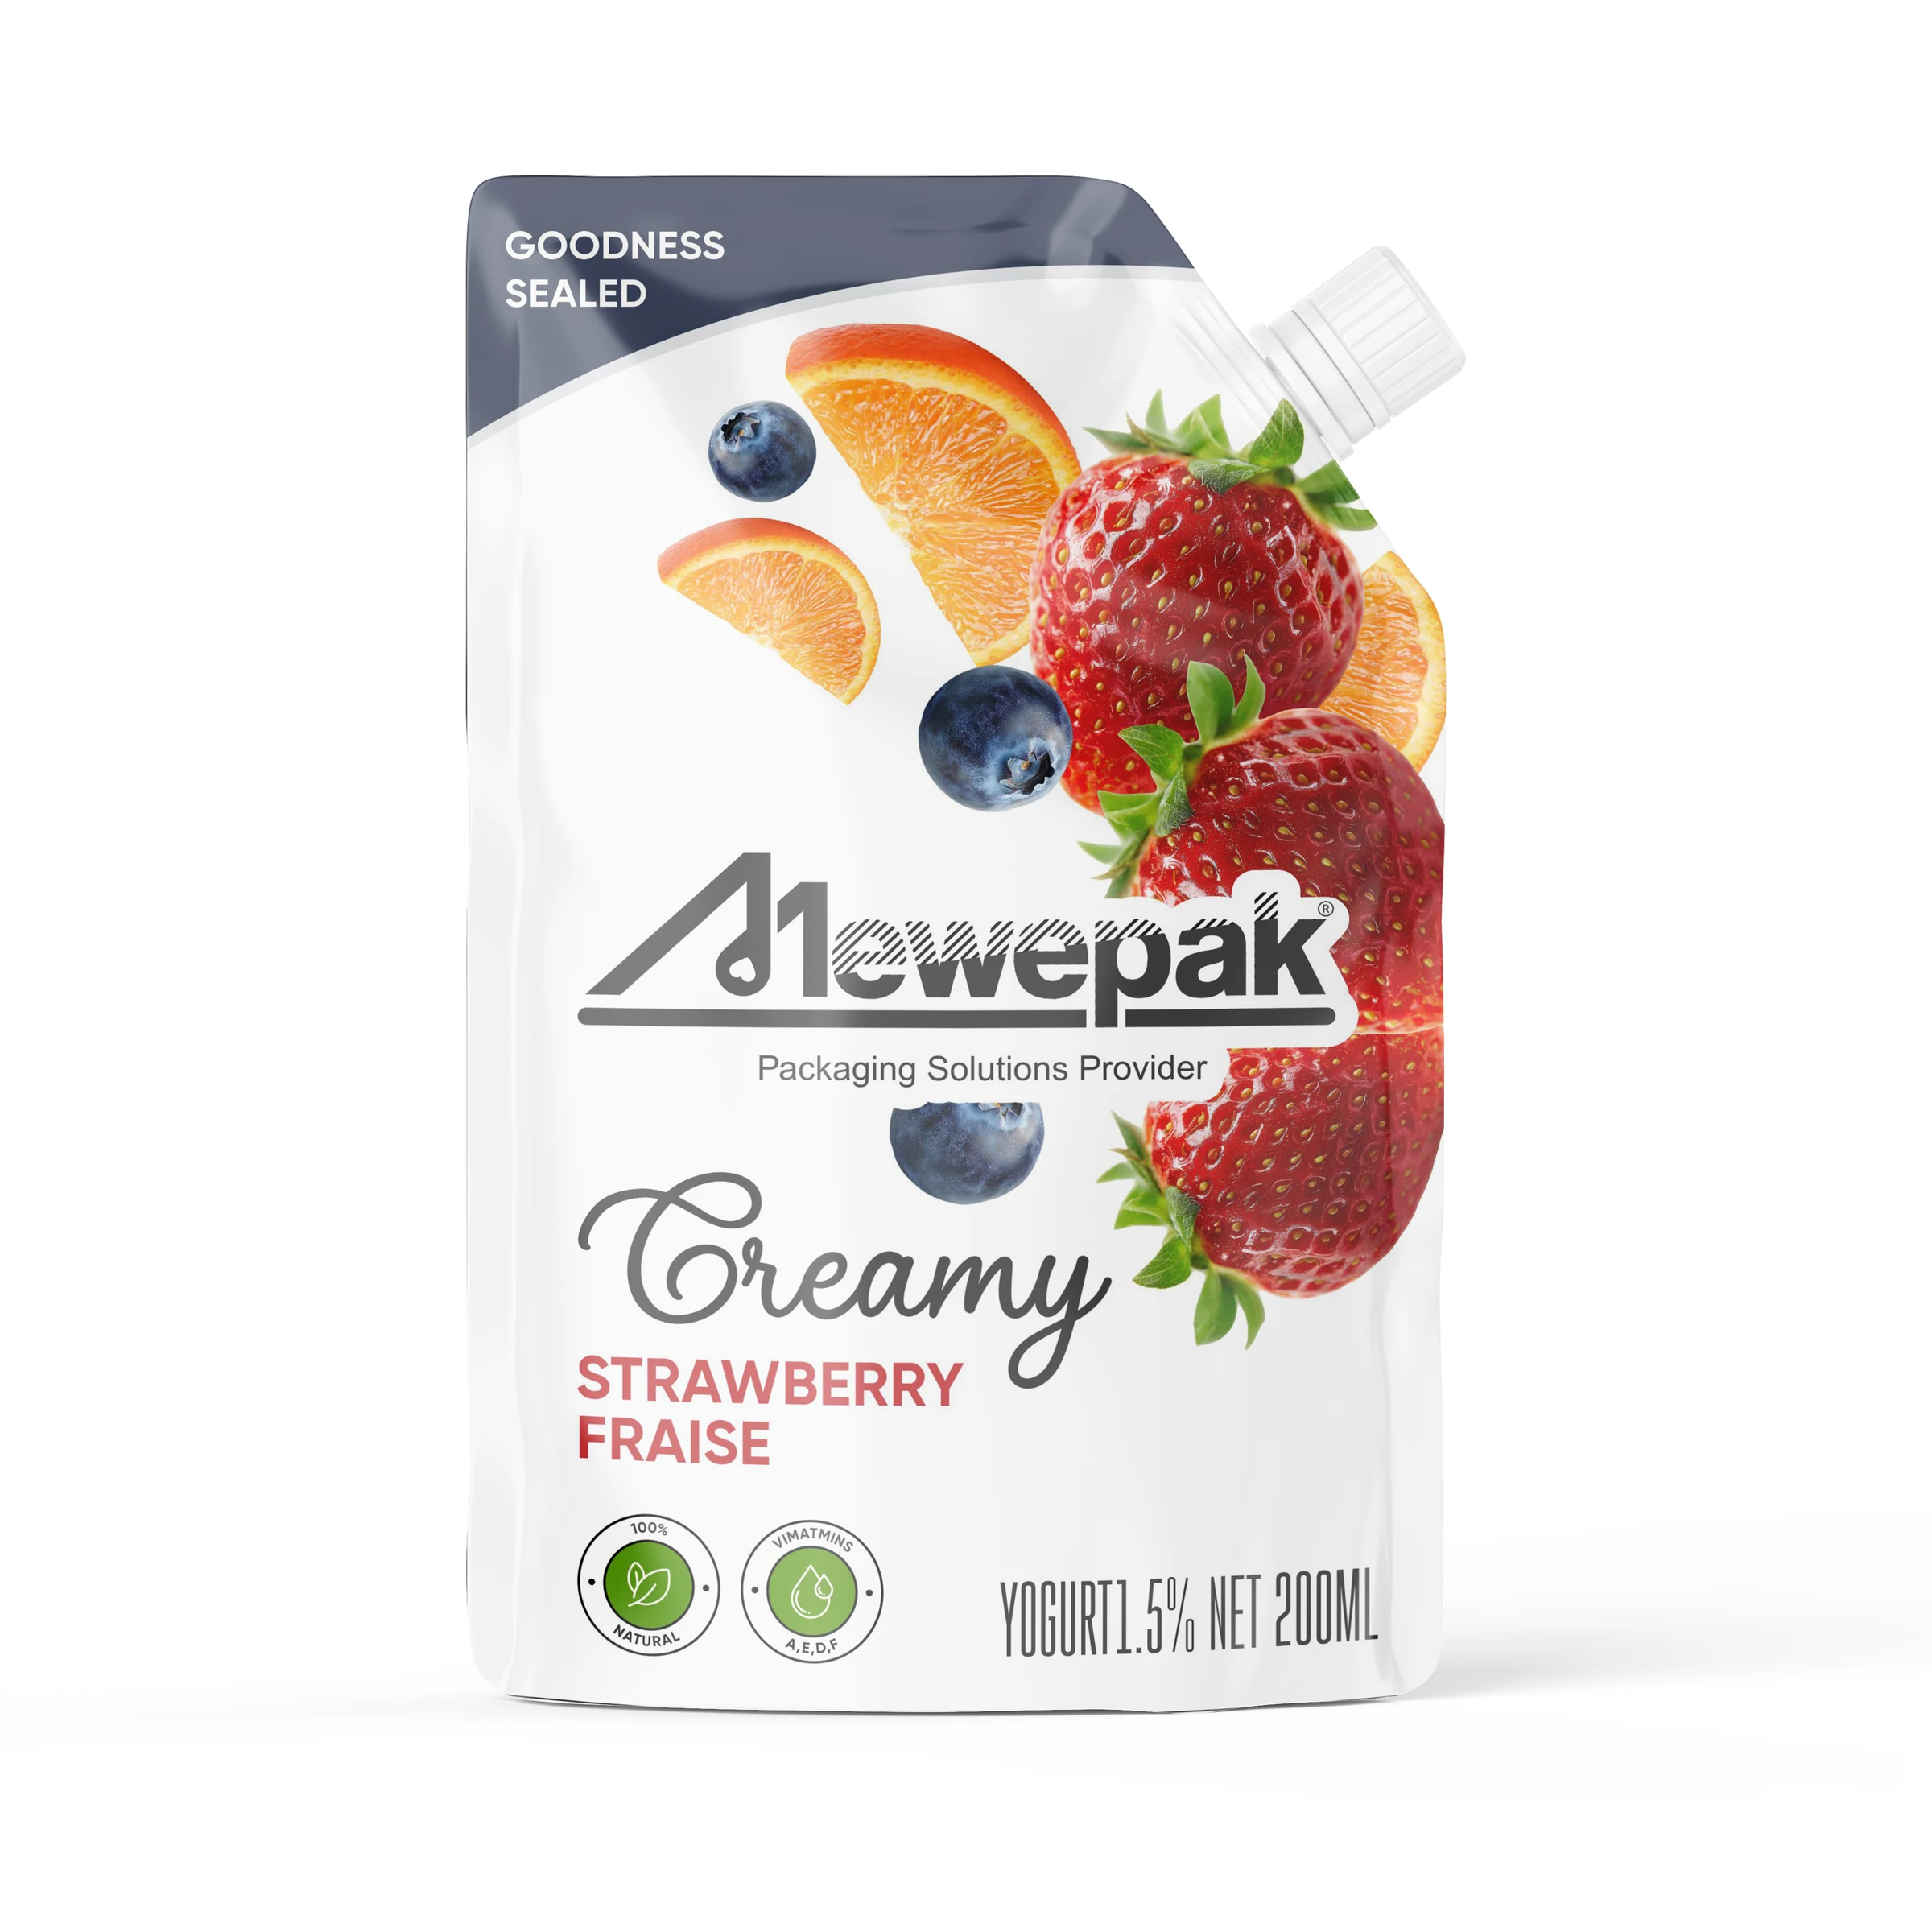 GOODNESS
SEALED
Mewepak®
Packaging Solutions Provider
Creamy
STRAWBERRY
FRAISE
100%
NATURAL
VIMATMINS
A,E,D,F
YOGURT1.5% NET 200ML